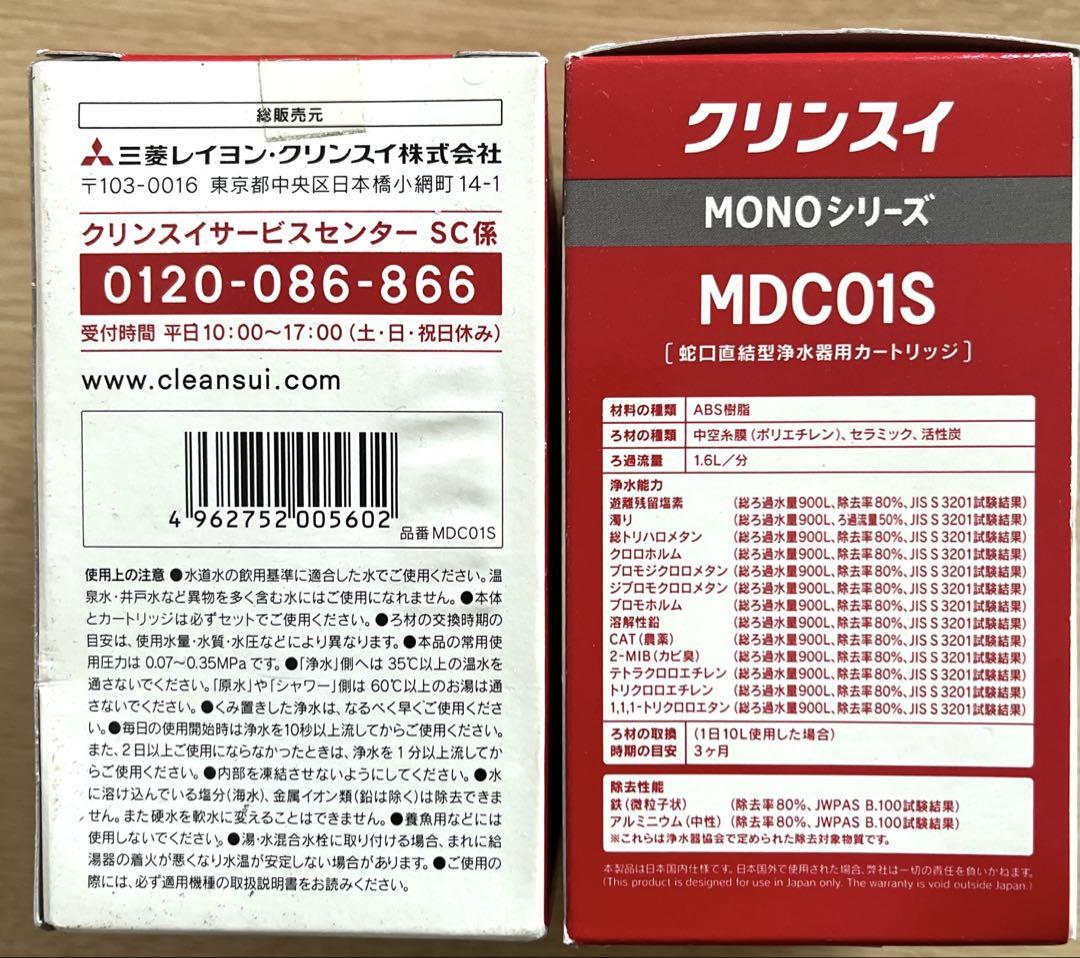 総販売元
三菱レイヨン・クリンスイ株式会社
〒103-0016 東京都中央区日本橋小網町14-1
クリンスイサービスセンター SC係
0120-086-866
受付時間 平日10:00〜17:00(土・日・祝日休み)
www.cleansui.com
4 962752 005602
品番MDC01S
使用上の注意 ●水道水の飲用基準に適合した水でご使用ください。温
泉水・井戸水など異物を多く含む水にはご使用になれません。●本体
とカートリッジは必ずセットでご使用ください。●ろ材の交換時期の
目安は、使用水量・水質・水圧などにより異なります。●本品の常用使
用圧力は0.07〜0.35MPaです。●「浄水」側へは35℃以上の温水を
通さないでください。「原水」や「シャワー」側は60℃以上のお湯は通
さないでください。●くみ置きした浄水は、なるべく早くご使用くださ
い。●毎日の使用開始時は浄水を10秒以上流してからご使用ください。
また、2日以上ご使用にならなかったときは、浄水を1分以上流してか
らご使用ください。●内部を凍結させないようにしてください。●水
に溶け込んでいる塩分(海水)、金属イオン類(鉛は除く)は除去できま
せん。また硬水を軟水に変えることはできません。●養魚用などには
使用しないでください。●湯・水混合水栓に取り付ける場合、まれに給
湯器の着火が悪くなり水温が安定しない場合があります。●ご使用の
際には、必ず適用機種の取扱説明書をお読みください。
クリンスイ
MONOシリーズ
MDC01S
[蛇口直結型浄水器用カートリッジ]
材料の種類 ABS樹脂
ろ材の種類 中空糸膜(ポリエチレン)、セラミック、活性炭
ろ過流量 1.6L/分
浄水能力
遊離残留塩素 (総ろ過水量900L、除去率80%、JIS S 3201試験結果)
濁り (総ろ過水量900L、ろ過流量50%、JIS S 3201試験結果)
総トリハロメタン (総ろ過水量900L、除去率80%、JIS S 3201試験結果)
クロロホルム (総ろ過水量900L、除去率80%、JIS S 3201試験結果)
ブロモジクロロメタン (総ろ過水量900L、除去率80%、JIS S 3201試験結果)
ジブロモクロロメタン (総ろ過水量900L、除去率80%、JIS S 3201試験結果)
ブロモホルム (総ろ過水量900L、除去率80%、JIS S 3201試験結果)
溶解性鉛 (総ろ過水量900L、除去率80%、JIS S 3201試験結果)
CAT(農薬) (総ろ過水量900L、除去率80%、JIS S 3201試験結果)
2-MIB(カビ臭) (総ろ過水量900L、除去率80%、JIS S 3201試験結果)
テトラクロロエチレン (総ろ過水量900L、除去率80%、JIS S 3201試験結果)
トリクロロエチレン (総ろ過水量900L、除去率80%、JIS S 3201試験結果)
1,1,1-トリクロロエタン (総ろ過水量900L、除去率80%、JIS S 3201試験結果)
ろ材の取換 (1日10L使用した場合)
時期の目安 3ヶ月
除去性能
鉄(微粒子状) (除去率80%、JWPAS B.100試験結果)
アルミニウム(中性) (除去率80%、JWPAS B.100試験結果)
※これらは浄水器協会で定められた除去対象物質です。
本製品は日本国内仕様です。日本国外で使用された場合、弊社は一切の責任を負いかねます。
(This product is designed for use in Japan only. The warranty is void outside Japan.)